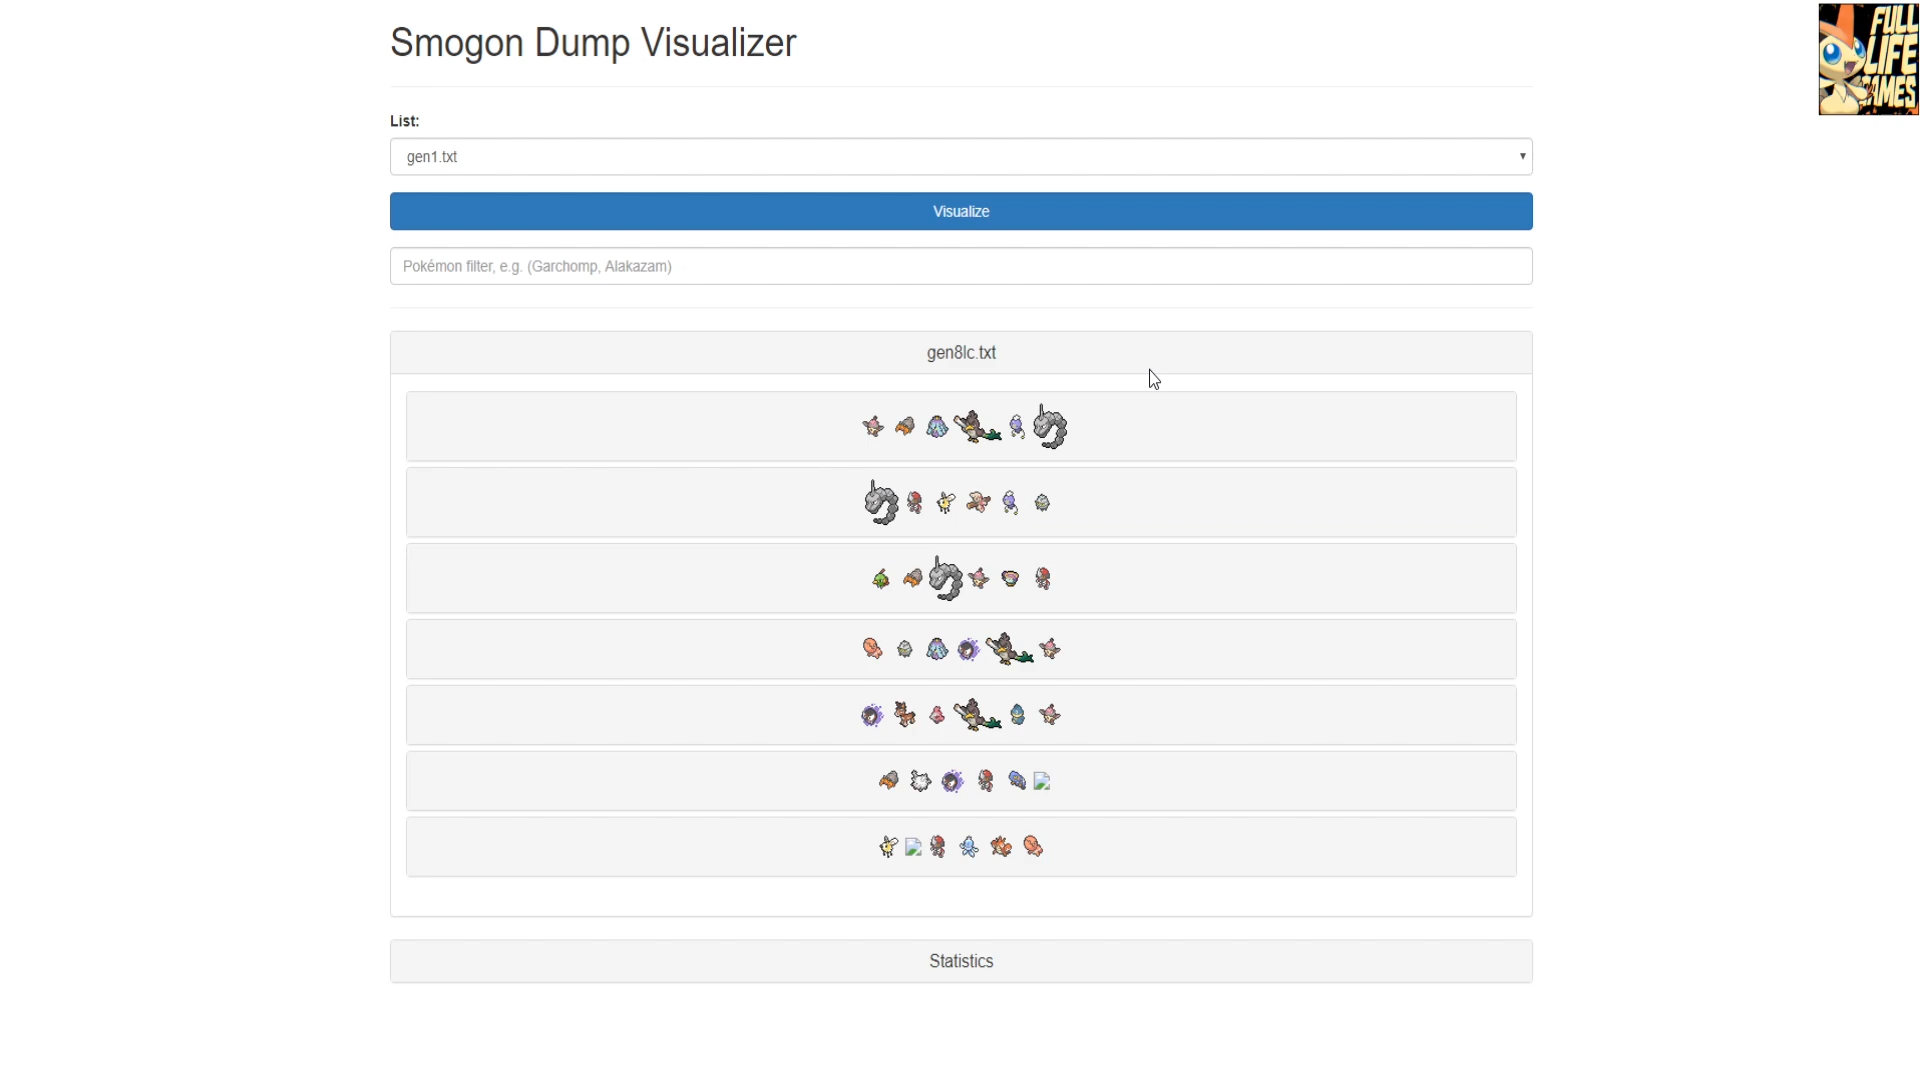 Smogon Dump Visualizer
FULL
LIFE
GAMES
List:
gen1.txt
Visualize
Pokémon filter, e.g. (Garchomp, Alakazam)
gen8lc.txt
Statistics